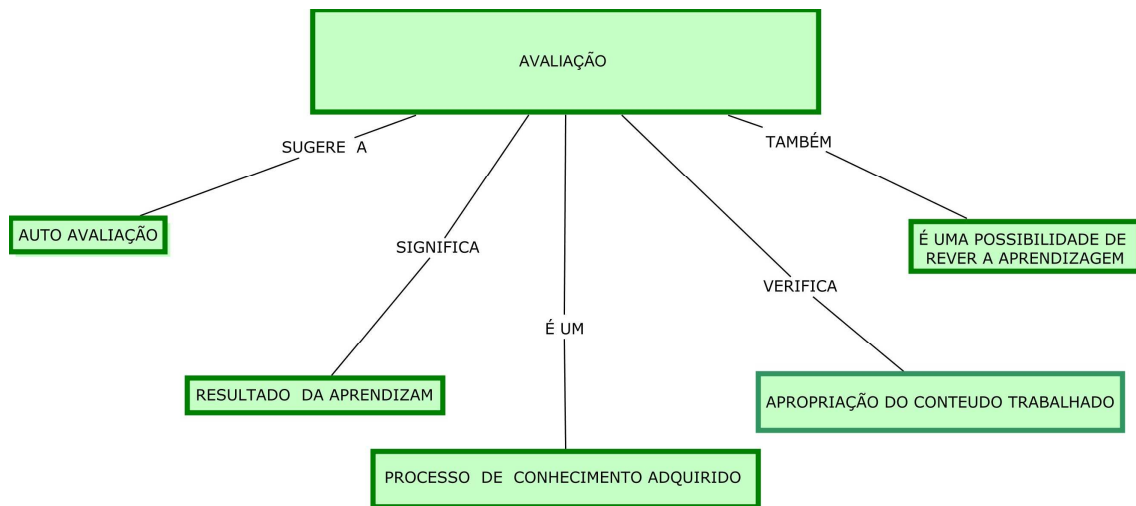 AVALIAÇÃO
SUGERE A
TAMBÉM
AUTO AVALIAÇÃO
É UMA POSSIBILIDADE DE
REVER A APRENDIZAGEM
SIGNIFICA
VERIFICA
É UM
RESULTADO DA APRENDIZAM
APROPRIAÇÃO DO CONTEUDO TRABALHADO
PROCESSO DE CONHECIMENTO ADQUIRIDO